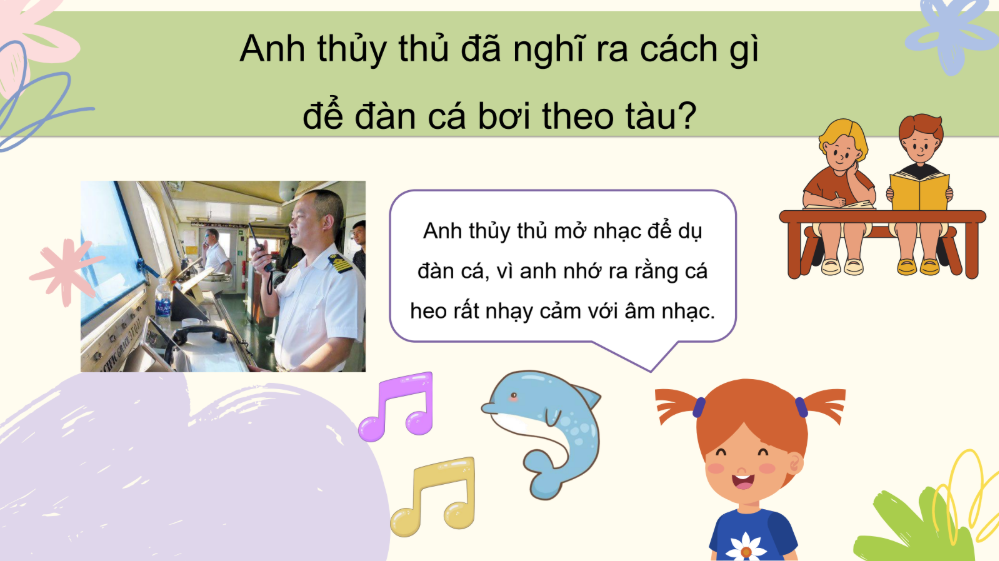 Anh thủy thủ đã nghĩ ra cách gì
để đàn cá bơi theo tàu?
Anh thủy thủ mở nhạc để dụ
đàn cá, vì anh nhớ ra rằng cá
heo rất nhạy cảm với âm nhạc.